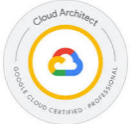 Cloud Architect
GOOGLE CLOUD CERTIFIED • PROFESSIONAL